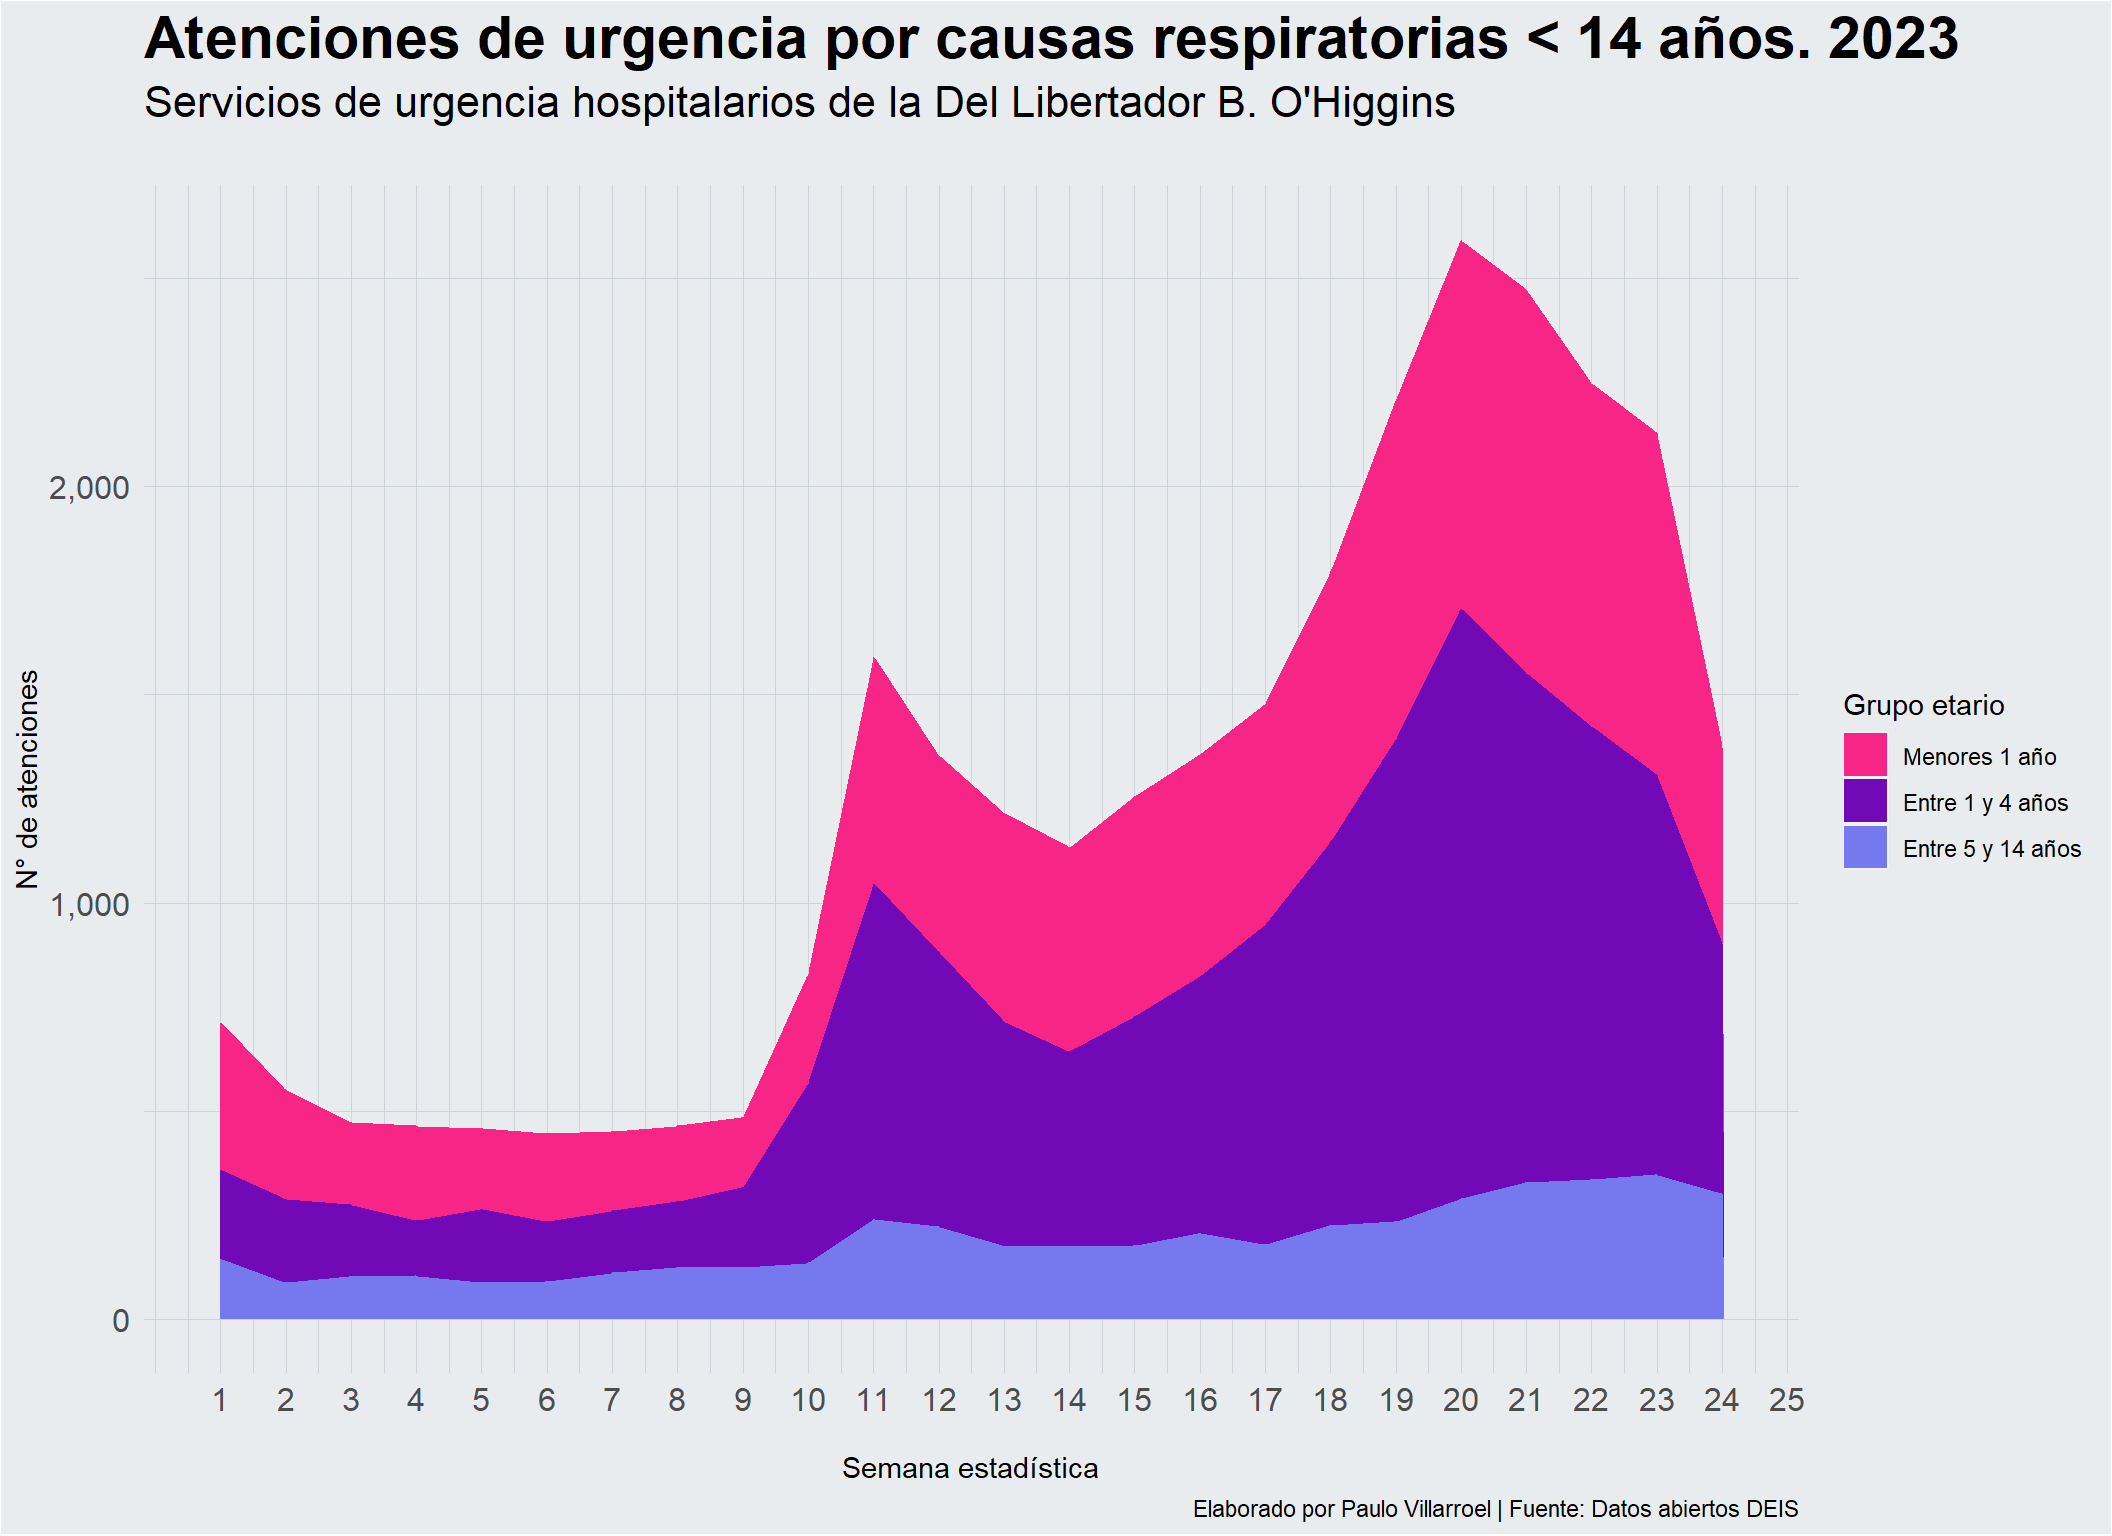 Atenciones de urgencia por causas respiratorias < 14 años. 2023
Servicios de urgencia hospitalarios de la Del Libertador B. O'Higgins
N° de atenciones
2,000
1,000
0
1 2 3 4 5 6 7 8 9 10 11 12 13 14 15 16 17 18 19 20 21 22 23 24 25
Semana estadística
Grupo etario
Menores 1 año
Entre 1 y 4 años
Entre 5 y 14 años
Elaborado por Paulo Villarroel | Fuente: Datos abiertos DEIS